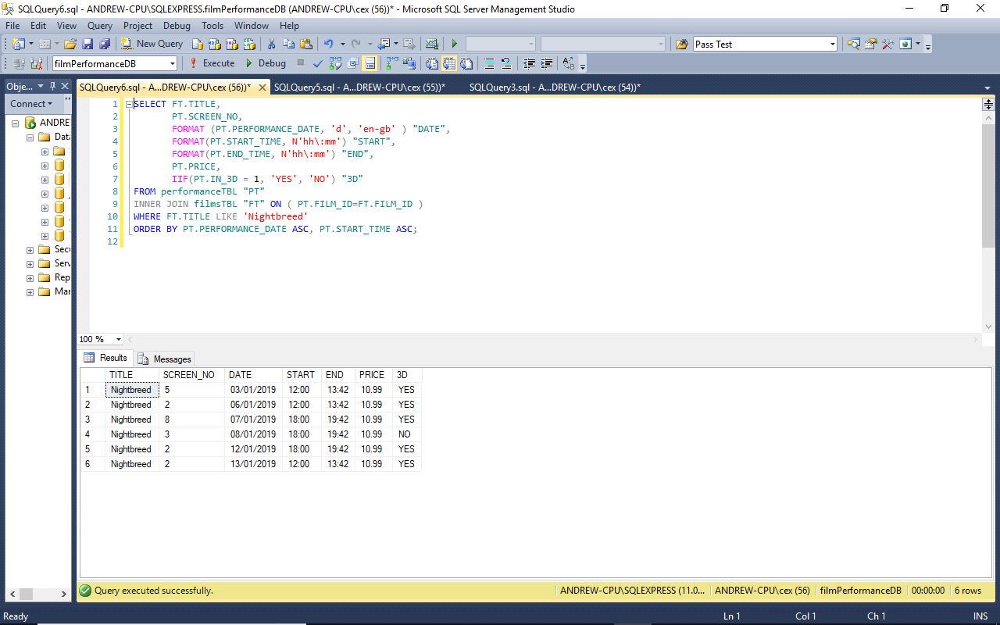 SQLQuery6.sql - ANDREW-CPU\SQLEXPRESS.filmPerformanceDB (ANDREW-CPU\cex (56))* - Microsoft SQL Server Management Studio
File Edit View Query Project Debug Tools Window Help
New Query Pass Test
filmPerformanceDB Execute Debug
Obje... SQLQuery6.sql - A...DREW-CPU\cex (56))* SQLQuery5.sql - A...DREW-CPU\cex (55))* SQLQuery3.sql - A...DREW-CPU\cex (54))*
Connect
ANDRE
Data
Secu
Serv
Rep
Mar
1 SELECT FT.TITLE,
2 PT.SCREEN_NO,
3 FORMAT (PT.PERFORMANCE_DATE, 'd', 'en-gb' ) "DATE",
4 FORMAT(PT.START_TIME, N'hh\:mm') "START",
5 FORMAT(PT.END_TIME, N'hh\:mm') "END",
6 PT.PRICE,
7 IIF(PT.IN_3D = 1, 'YES', 'NO') "3D"
8 FROM performanceTBL "PT"
9 INNER JOIN filmsTBL "FT" ON ( PT.FILM_ID=FT.FILM_ID )
10 WHERE FT.TITLE LIKE 'Nightbreed'
11 ORDER BY PT.PERFORMANCE_DATE ASC, PT.START_TIME ASC;
12
100 %
Results Messages
TITLE SCREEN_NO DATE START END PRICE 3D
1 Nightbreed 5 03/01/2019 12:00 13:42 10.99 YES
2 Nightbreed 2 06/01/2019 12:00 13:42 10.99 YES
3 Nightbreed 8 07/01/2019 18:00 19:42 10.99 YES
4 Nightbreed 3 08/01/2019 18:00 19:42 10.99 NO
5 Nightbreed 2 12/01/2019 18:00 19:42 10.99 YES
6 Nightbreed 2 13/01/2019 12:00 13:42 10.99 YES
Query executed successfully. ANDREW-CPU\SQLEXPRESS (11.0... ANDREW-CPU\cex (56) filmPerformanceDB 00:00:00 6 rows
Ready Ln 1 Col 1 Ch 1 INS